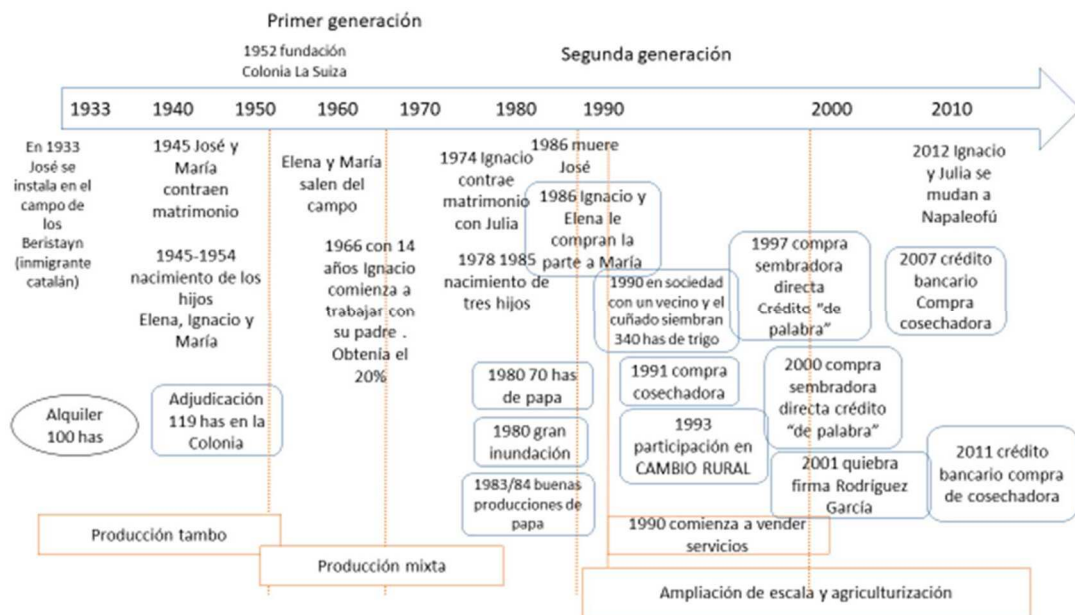 Primer generación
1952 fundación
Colonia La Suiza
Segunda generación
1933 1940 1950 1960 1970 1980 1990 2000 2010
En 1933
José se
instala en el
campo de
los
Beristayn
(inmigrante
catalán)
1945 José y
María
contraen
matrimonio
1945-1954
nacimiento de
los hijos
Elena, Ignacio y
María
Elena y María
salen del
campo
1966 con 14
años Ignacio
comienza a
trabajar con
su padre .
Obtenía el
20%
1974 Ignacio
contrae
matrimonio
con Julia
1978 1985
nacimiento de
tres hijos
1986 muere
José
1986 Ignacio y
Elena le
compran la
parte a María
1990 en sociedad
con un vecino y el
cuñado siembran
340 has de trigo
1997 compra
sembradora
directa
Crédito “de
palabra”
2012 Ignacio
y Julia se
mudan a
Napaleofú
2007 crédito
bancario
Compra
cosechadora
Alquiler
100 has
Adjudicación
119 has en la
Colonia
1980 70 has
de papa
1980 gran
inundación
1983/84 buenas
producciones de
papa
1991 compra
cosechadora
1993
participación en
CAMBIO RURAL
2000 compra
sembradora
directa crédito
“de palabra”
2001 quiebra
firma Rodríguez
García
2011 crédito
bancario compra
de cosechadora
Producción tambo
Producción mixta
1990 comienza a vender
servicios
Ampliación de escala y agriculturización